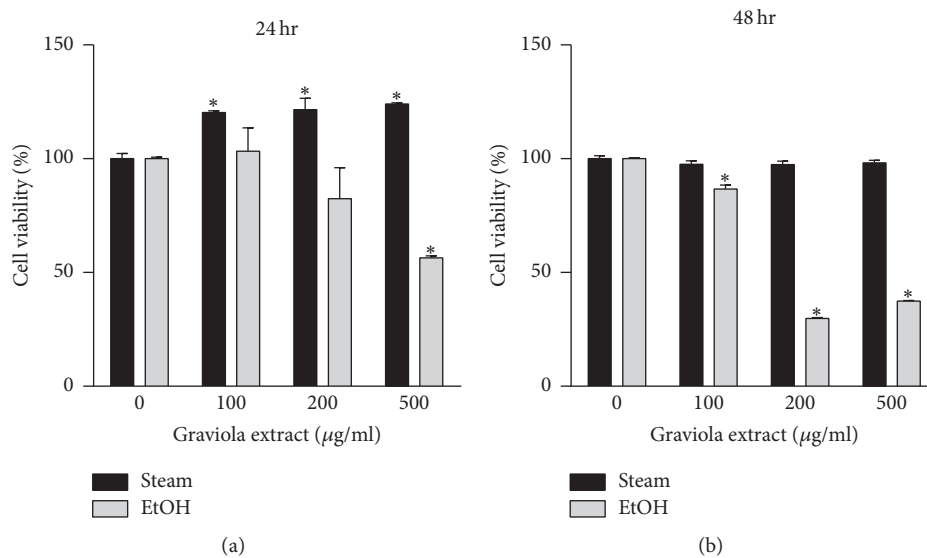 24 hr
150
100
50
0
Cell viability (%)
*
*
*
*
0 100 200 500
Graviola extract (μg/ml)
Steam
EtOH
(a)
48 hr
150
100
50
0
Cell viability (%)
*
*
*
0 100 200 500
Graviola extract (μg/ml)
Steam
EtOH
(b)